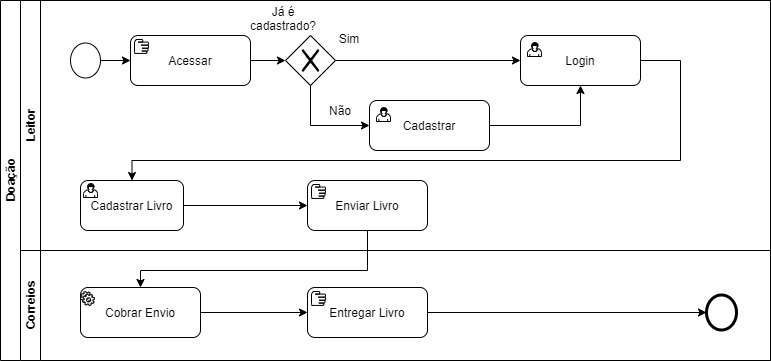 Doação
Leitor
Já é
cadastrado?
Acessar
Sim
Login
Não
Cadastrar
Cadastrar Livro
Enviar Livro
Correios
Cobrar Envio
Entregar Livro